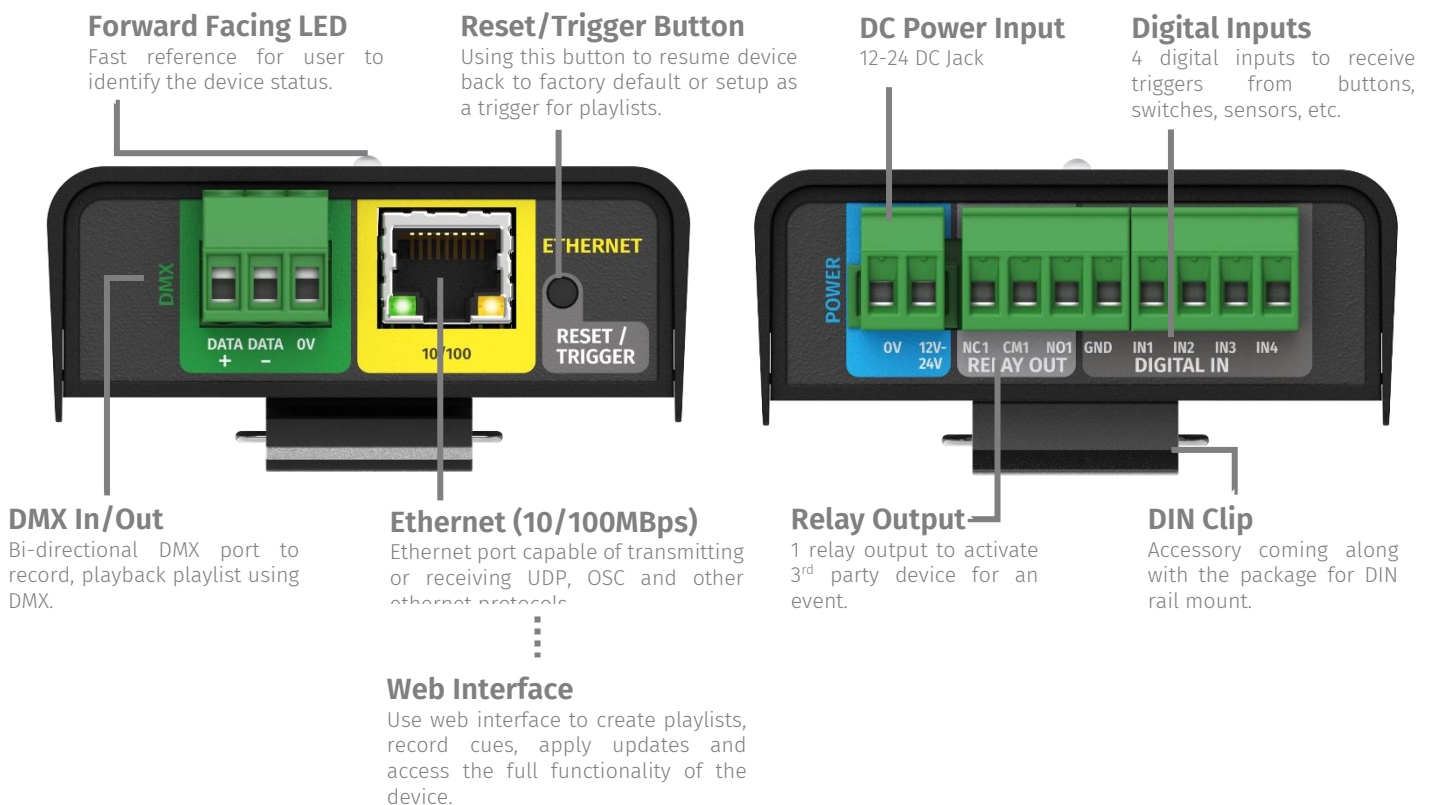 Forward Facing LED
Fast reference for user to
identify the device status.
Reset/Trigger Button
Using this button to resume device
back to factory default or setup as
a trigger for playlists.
DC Power Input
12-24 DC Jack
Digital Inputs
4 digital inputs to receive
triggers from buttons,
switches, sensors, etc.
DMX
DATA DATA 0V
+ –
ETHERNET
10/100
RESET /
TRIGGER
POWER
0V 12V-
24V
NC1 CM1 NO1 GND IN1 IN2 IN3 IN4
RELAY OUT DIGITAL IN
DMX In/Out
Bi-directional DMX port to
record, playback playlist using
DMX.
Ethernet (10/100MBps)
Ethernet port capable of transmitting
or receiving UDP, OSC and other
ethernet protocols
Relay Output
1 relay output to activate
3rd party device for an
event.
DIN Clip
Accessory coming along
with the package for DIN
rail mount.
Web Interface
Use web interface to create playlists,
record cues, apply updates and
access the full functionality of the
device.